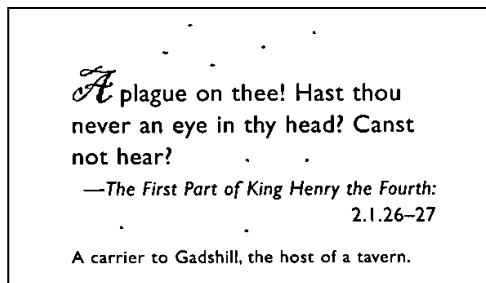 A plague on thee! Hast thou
never an eye in thy head? Canst
not hear?
—The First Part of King Henry the Fourth:
2.1.26–27
A carrier to Gadshill, the host of a tavern.